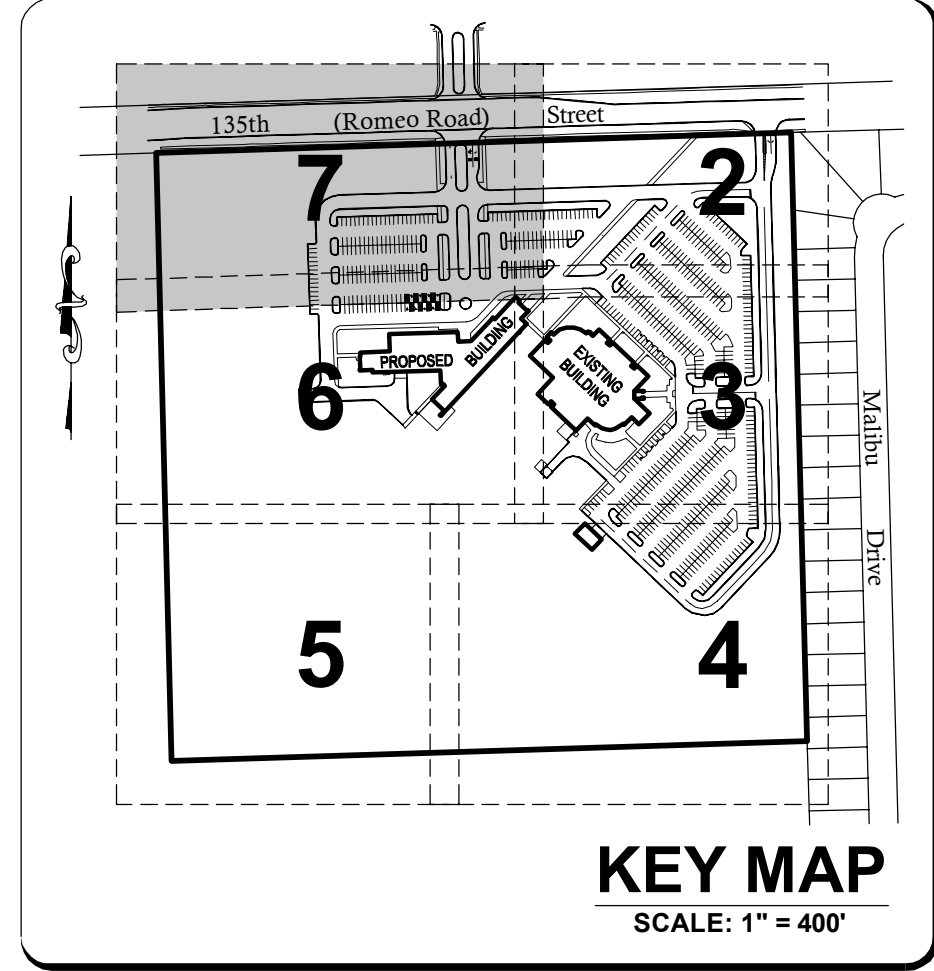 135th (Romeo Road) Street
7
2
PROPOSED BUILDING
EXISTING
BUILDING
6
3
Malibu Drive
5
4
KEY MAP
SCALE: 1" = 400'